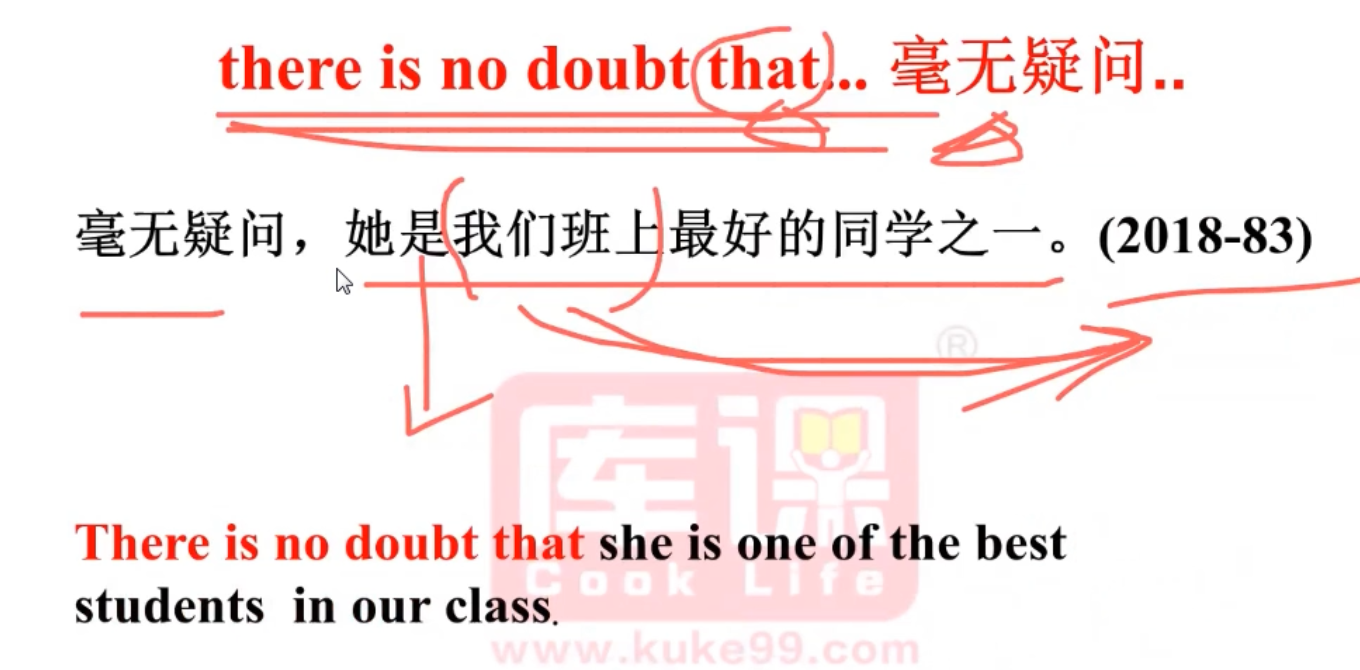 there is no doubt that... 毫无疑问..
毫无疑问，她是我们班上最好的同学之一。(2018-83)
®
库课
There is no doubt that she is one of the best
Cook Life
students in our class.
www.kuke99.com